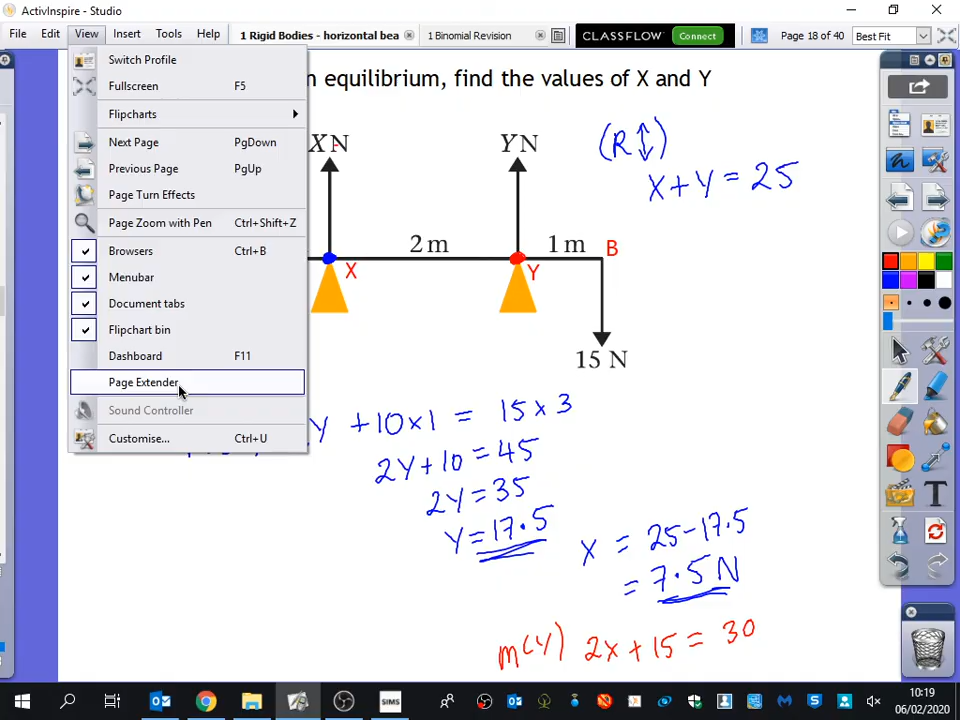 ActivInspire - Studio
File Edit View Insert Tools Help 1 Rigid Bodies - horizontal bea 1 Binomial Revision CLASSFLOW Connect Page 18 of 40 Best Fit
Switch Profile
Fullscreen F5
Flipcharts
Next Page PgDown
Previous Page PgUp
Page Turn Effects
Page Zoom with Pen Ctrl+Shift+Z
Browsers Ctrl+B
Menubar
Document tabs
Flipchart bin
Dashboard F11
Page Extender
Sound Controller
Customise... Ctrl+U
n equilibrium, find the values of X and Y
X N Y N
(R↕)
X + Y = 25
2 m 1 m B
X Y
15 N
Y + 10 × 1 = 15 × 3
2Y + 10 = 45
2Y = 35
Y = 17.5
X = 25 - 17.5
= 7.5 N
m(Y) 2X + 15 = 30
SIMS
10:19
06/02/2020